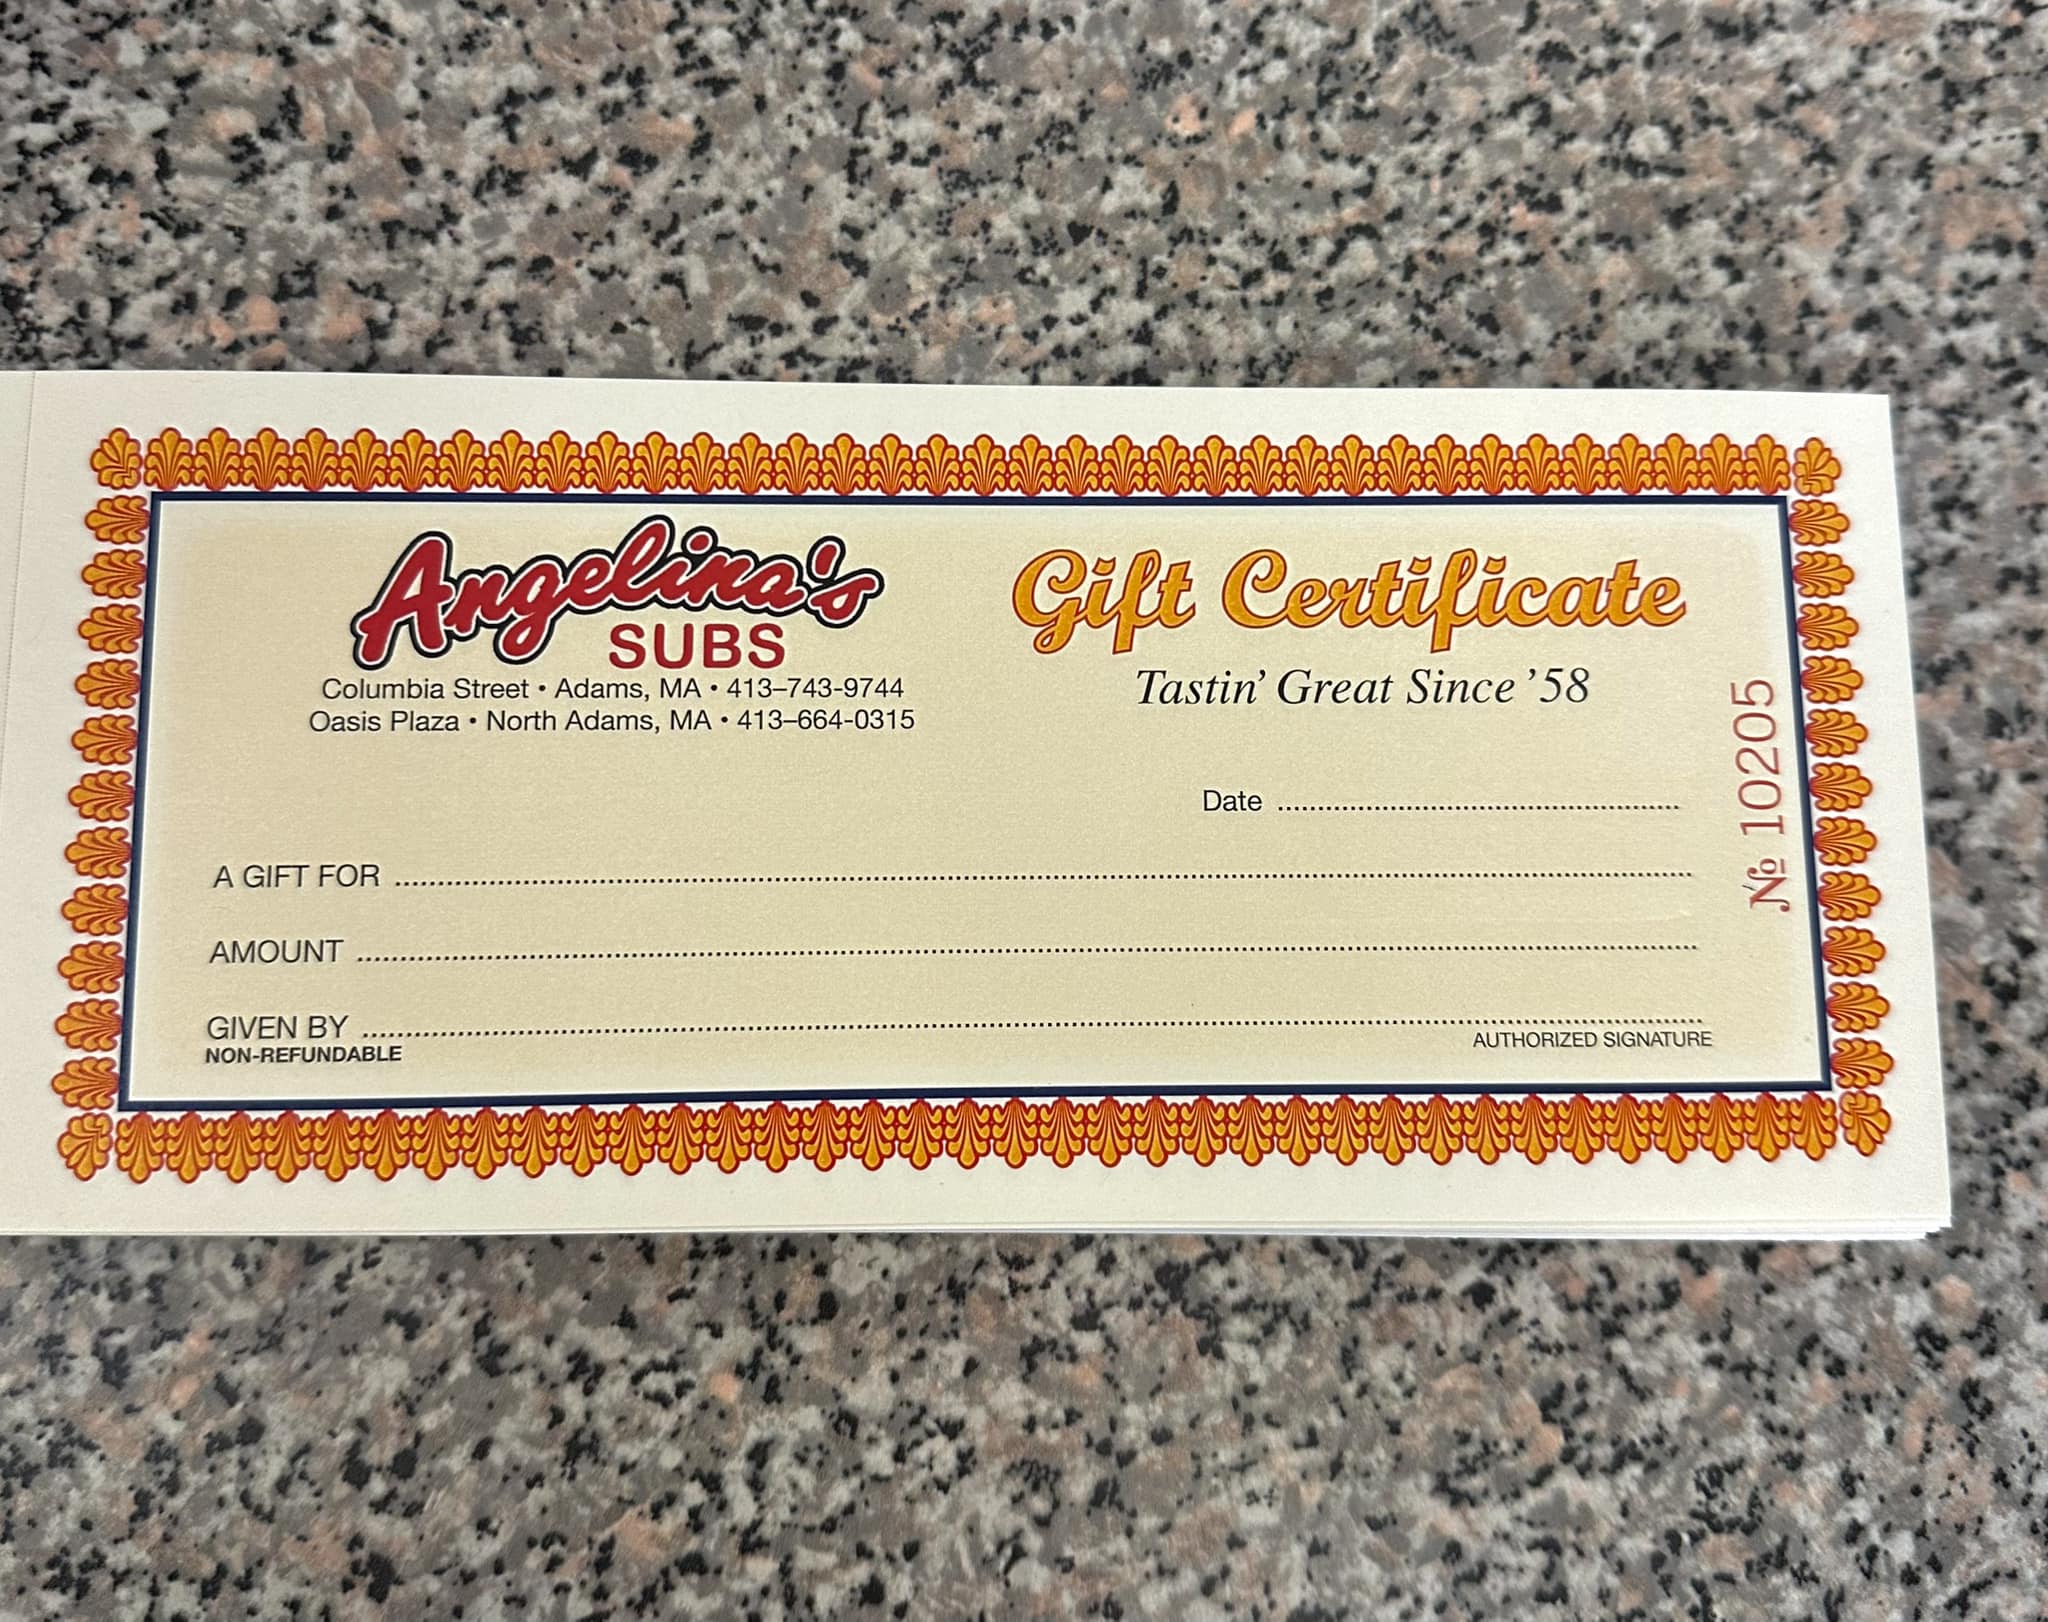 Angelina's
SUBS
Columbia Street • Adams, MA • 413–743-9744
Oasis Plaza • North Adams, MA • 413–664-0315
Gift Certificate
Tastin' Great Since '58
Date
№ 10205
A GIFT FOR
AMOUNT
GIVEN BY
NON-REFUNDABLE
AUTHORIZED SIGNATURE